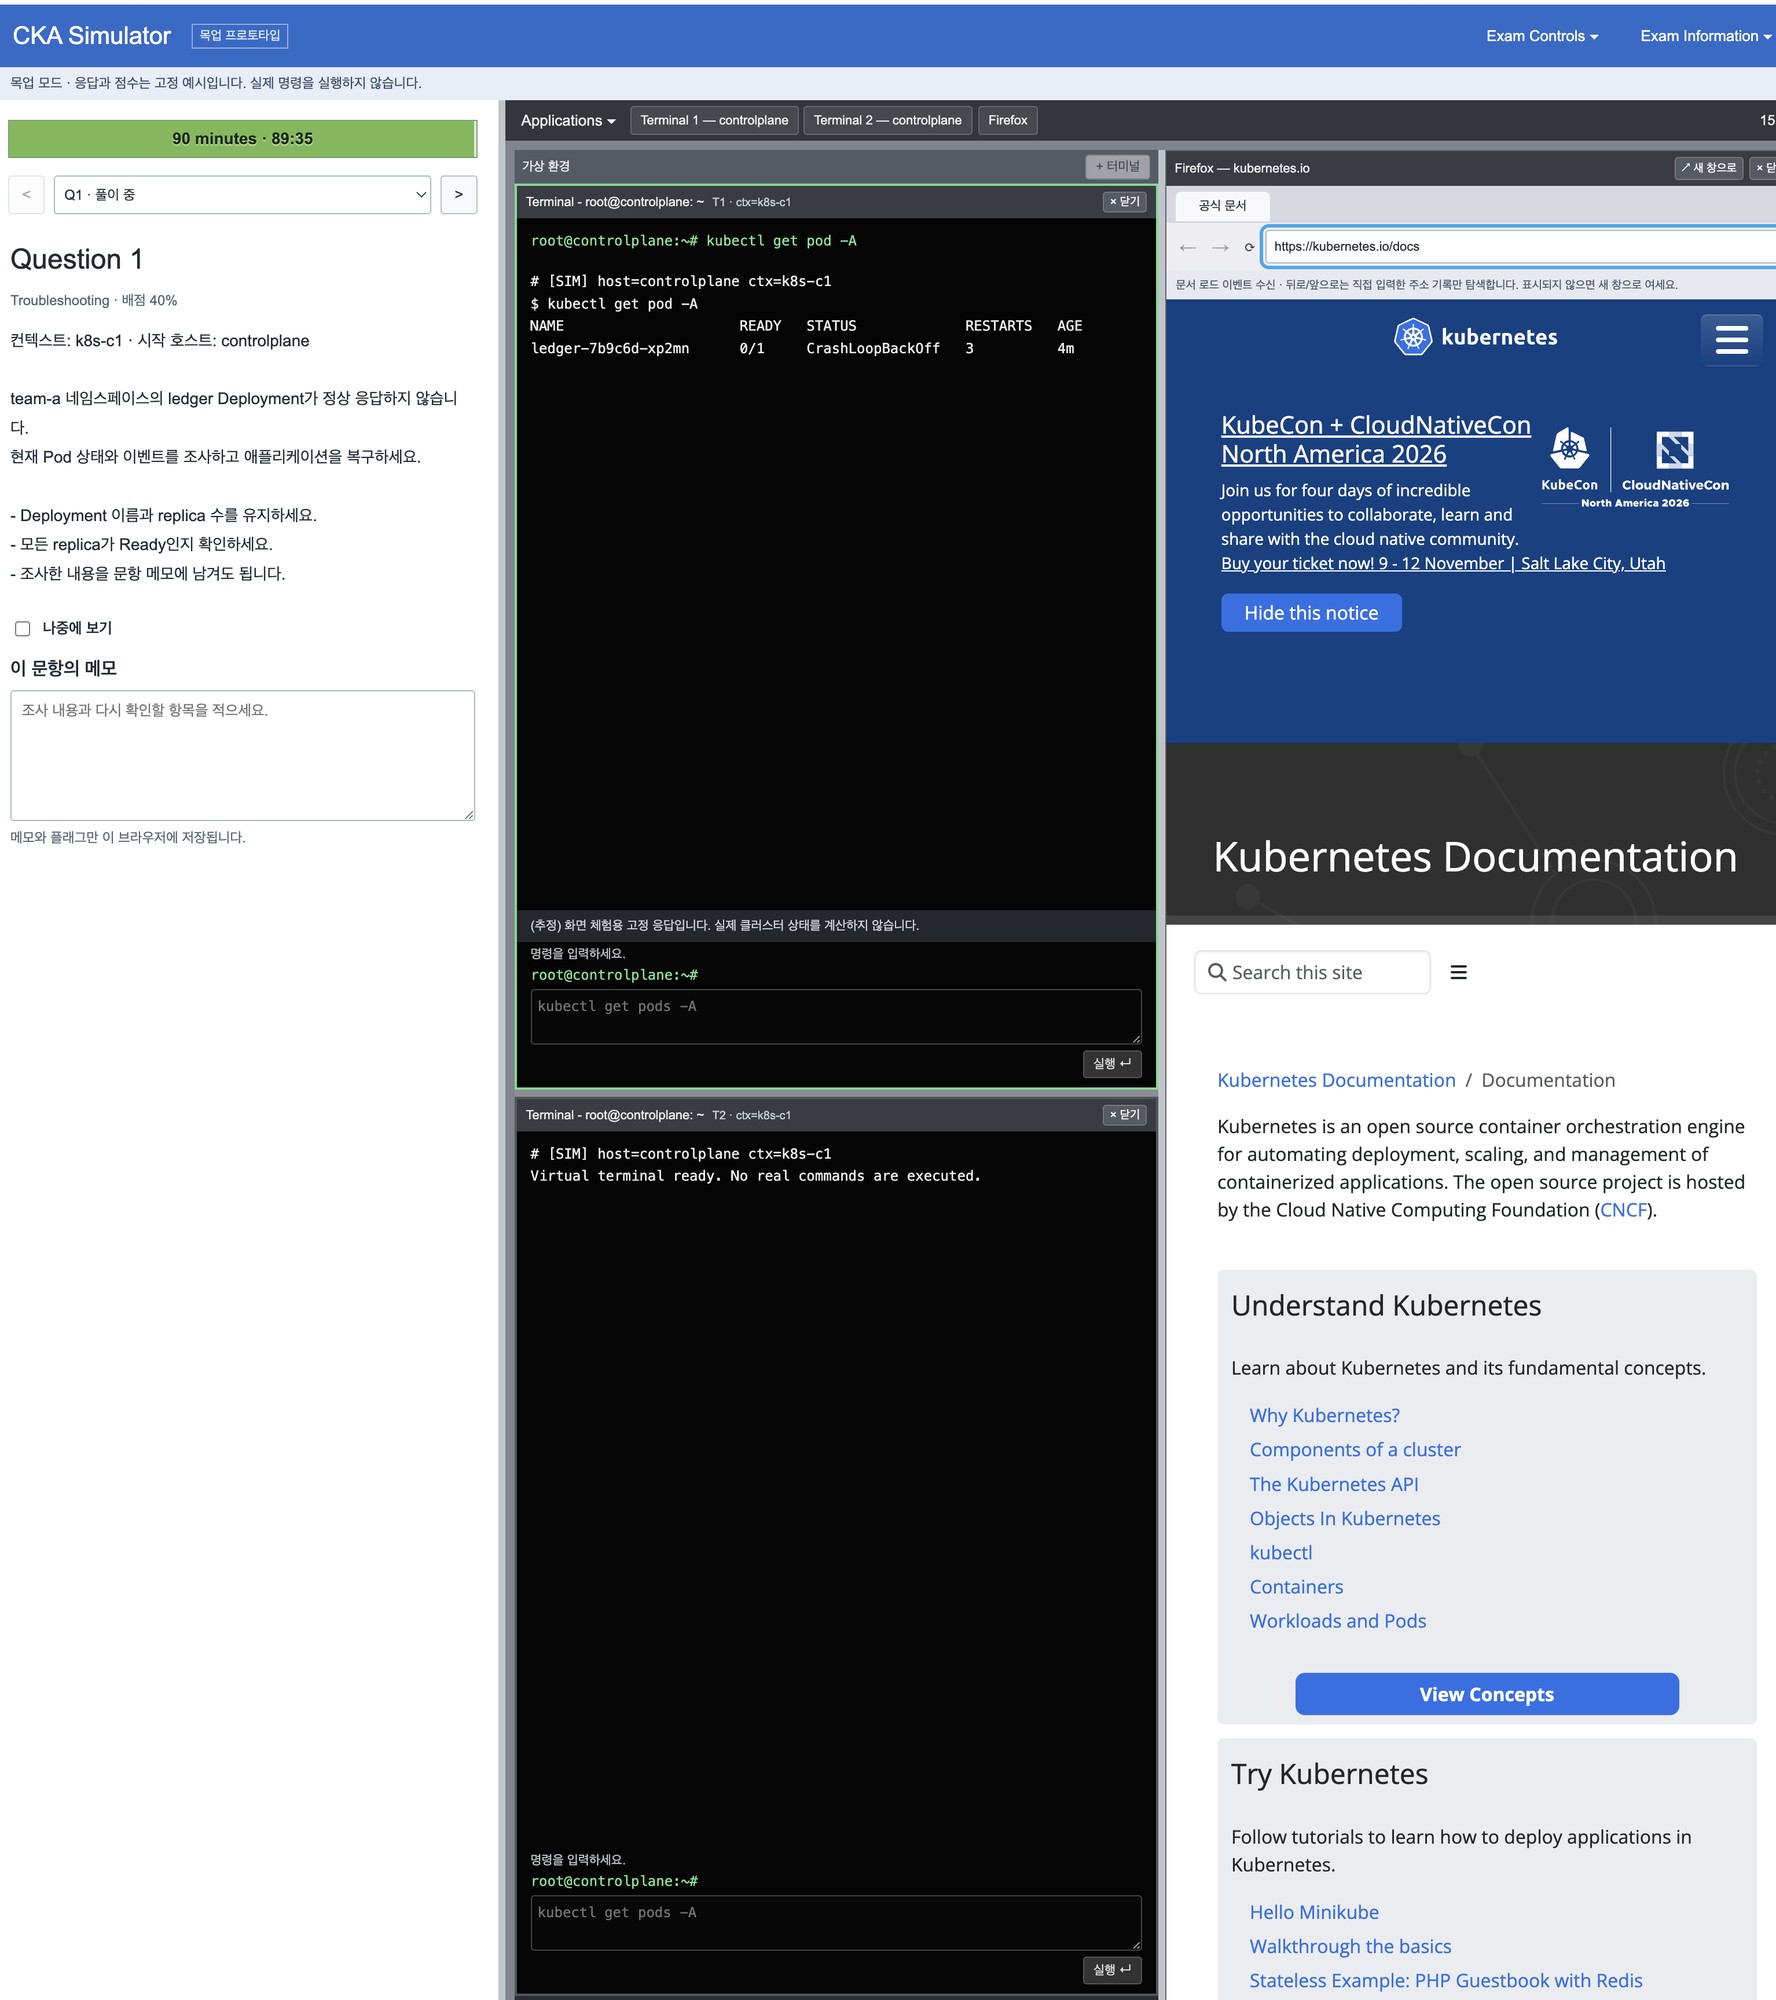 CKA Simulator 목업 프로토타입 Exam Controls Exam Information
목업 모드 · 응답과 점수는 고정 예시입니다. 실제 명령을 실행하지 않습니다.
90 minutes · 89:35
< Q1 · 풀이 중 >
Question 1
Troubleshooting · 배점 40%
컨텍스트: k8s-c1 · 시작 호스트: controlplane
team-a 네임스페이스의 ledger Deployment가 정상 응답하지 않습니
다.
현재 Pod 상태와 이벤트를 조사하고 애플리케이션을 복구하세요.
- Deployment 이름과 replica 수를 유지하세요.
- 모든 replica가 Ready인지 확인하세요.
- 조사한 내용을 문항 메모에 남겨도 됩니다.
나중에 보기
이 문항의 메모
조사 내용과 다시 확인할 항목을 적으세요.
메모와 플래그만 이 브라우저에 저장됩니다.
Applications Terminal 1 — controlplane Terminal 2 — controlplane Firefox 15
가상 환경 + 터미널
Terminal - root@controlplane: ~ T1 · ctx=k8s-c1 × 닫기
root@controlplane:~# kubectl get pod -A
# [SIM] host=controlplane ctx=k8s-c1
$ kubectl get pod -A
NAME READY STATUS RESTARTS AGE
ledger-7b9c6d-xp2mn 0/1 CrashLoopBackOff 3 4m
(추정) 화면 체험용 고정 응답입니다. 실제 클러스터 상태를 계산하지 않습니다.
명령을 입력하세요.
root@controlplane:~#
kubectl get pods -A
실행 ↵
Terminal - root@controlplane: ~ T2 · ctx=k8s-c1 × 닫기
# [SIM] host=controlplane ctx=k8s-c1
Virtual terminal ready. No real commands are executed.
명령을 입력하세요.
root@controlplane:~#
kubectl get pods -A
실행 ↵
Firefox — kubernetes.io ↗ 새 창으로 ×
공식 문서
← → ⟳ https://kubernetes.io/docs
문서 로드 이벤트 수신 · 뒤로/앞으로는 직접 입력한 주소 기록만 탐색합니다. 표시되지 않으면 새 창으로 여세요.
kubernetes
KubeCon + CloudNativeCon
North America 2026
Join us for four days of incredible
opportunities to collaborate, learn and
share with the cloud native community.
Buy your ticket now! 9 - 12 November | Salt Lake City, Utah
KubeCon CloudNativeCon
North America 2026
Hide this notice
Kubernetes Documentation
Search this site
Kubernetes Documentation / Documentation
Kubernetes is an open source container orchestration engine
for automating deployment, scaling, and management of
containerized applications. The open source project is hosted
by the Cloud Native Computing Foundation (CNCF).
Understand Kubernetes
Learn about Kubernetes and its fundamental concepts.
Why Kubernetes?
Components of a cluster
The Kubernetes API
Objects In Kubernetes
kubectl
Containers
Workloads and Pods
View Concepts
Try Kubernetes
Follow tutorials to learn how to deploy applications in
Kubernetes.
Hello Minikube
Walkthrough the basics
Stateless Example: PHP Guestbook with Redis